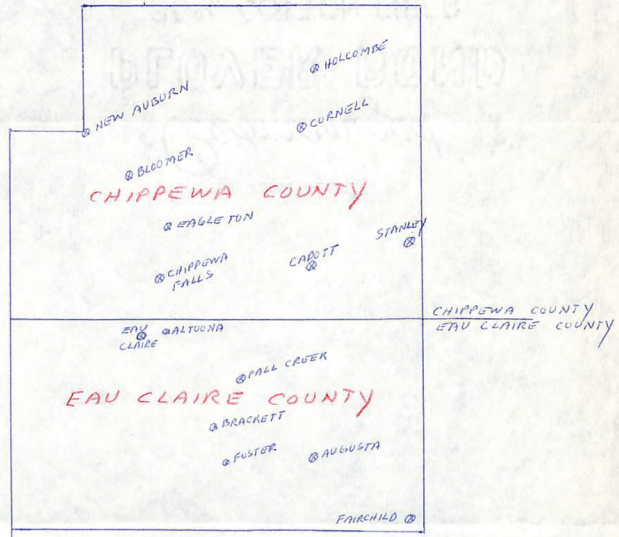 HOLCOMBE
NEW AUBURN
CORNELL
BLOOMER
CHIPPEWA COUNTY
EAGLETON
STANLEY
CADOTT
CHIPPEWA
FALLS
CHIPPEWA COUNTY
EAU CLAIRE COUNTY
EAU
CLAIRE
ALTOONA
FALL CREEK
EAU CLAIRE COUNTY
BRACKETT
FOSTER
AUGUSTA
FAIRCHILD